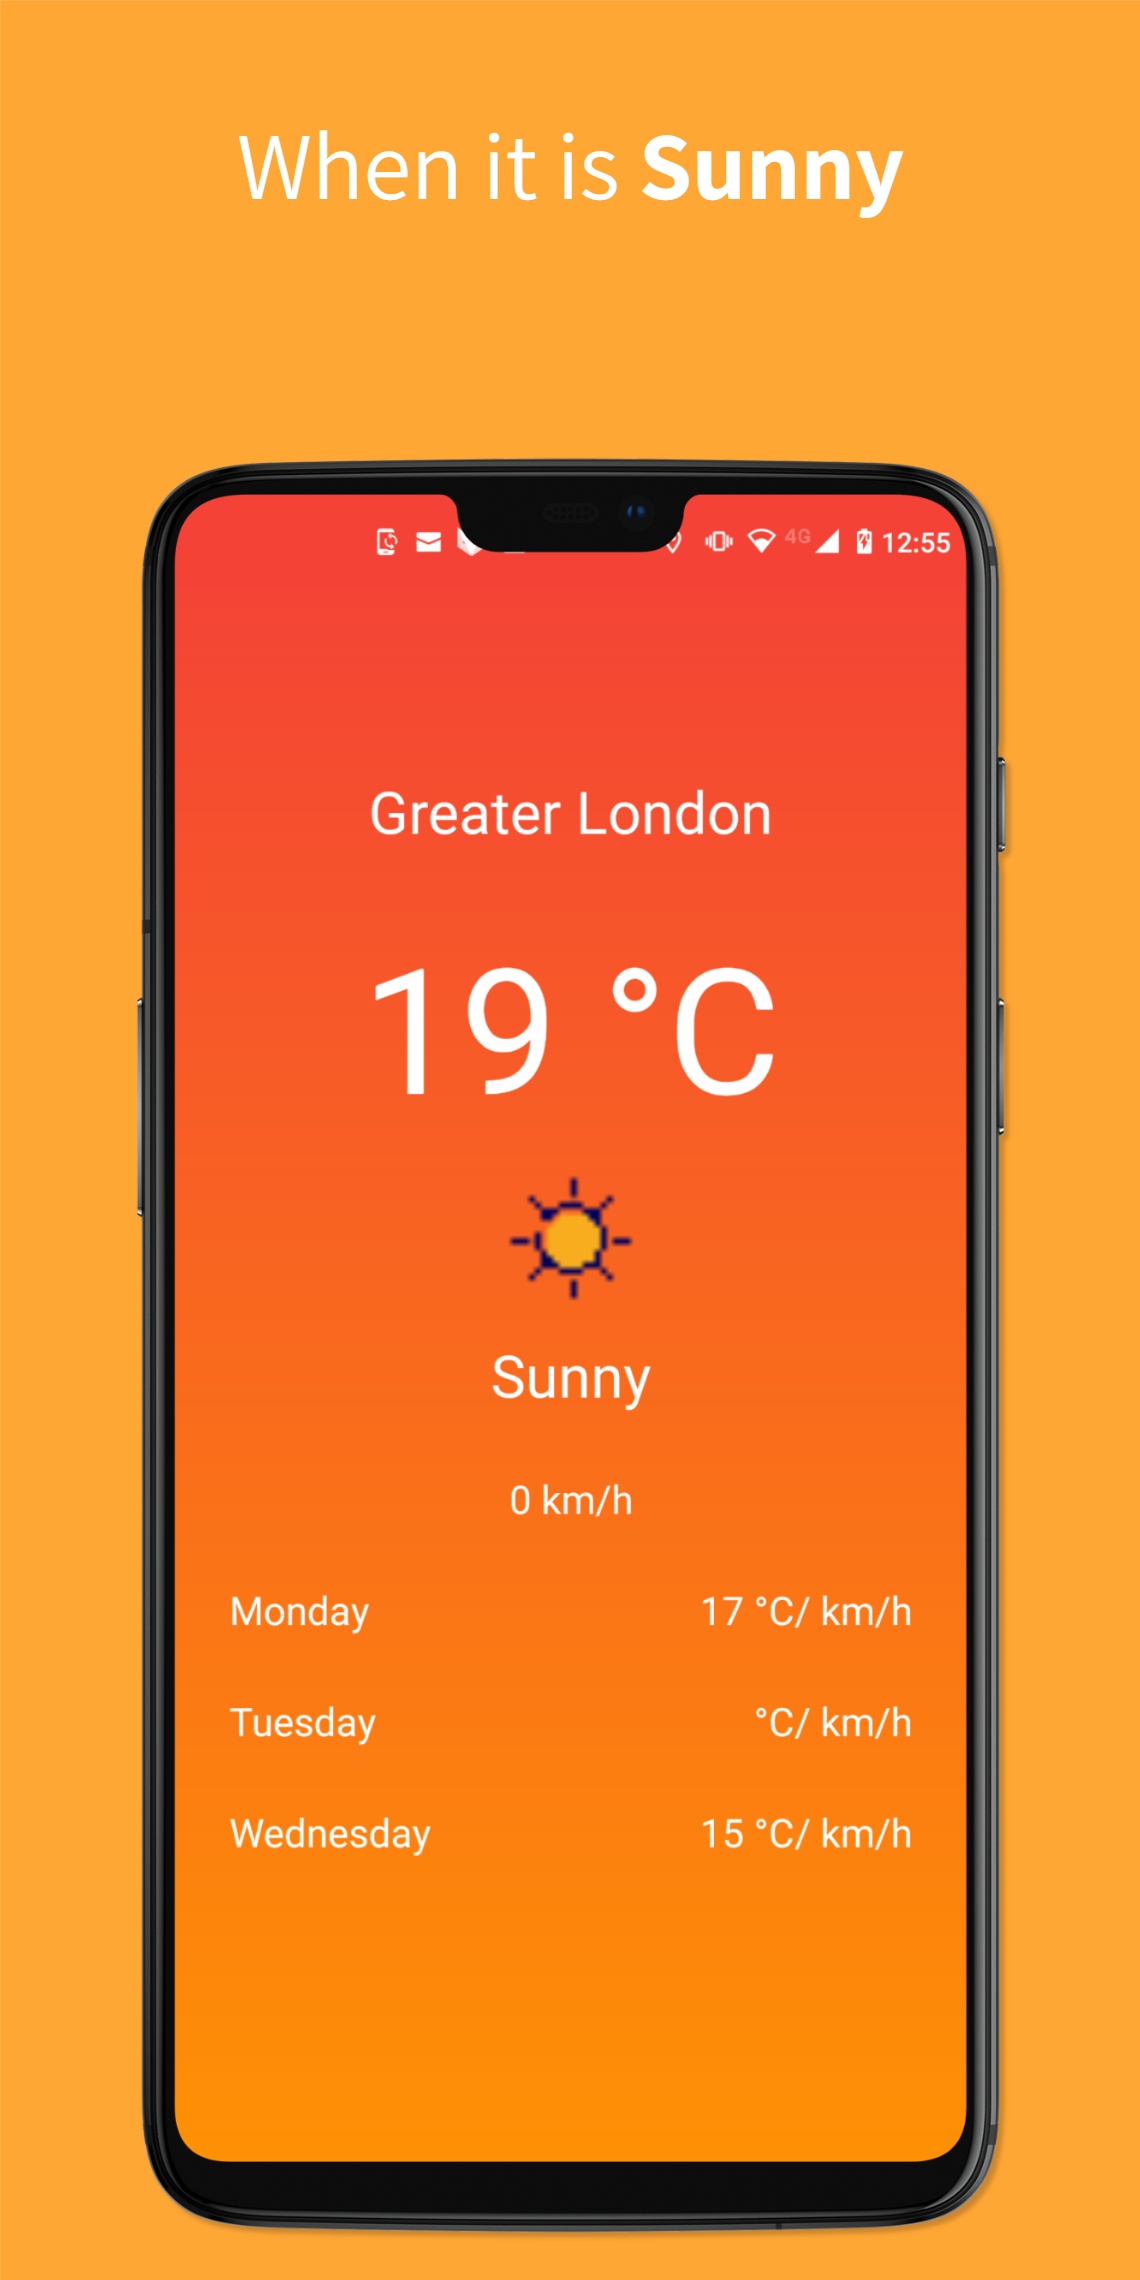 When it is Sunny
4G 12:55
Greater London
19 °C
Sunny
0 km/h
Monday 17 °C/ km/h
Tuesday °C/ km/h
Wednesday 15 °C/ km/h